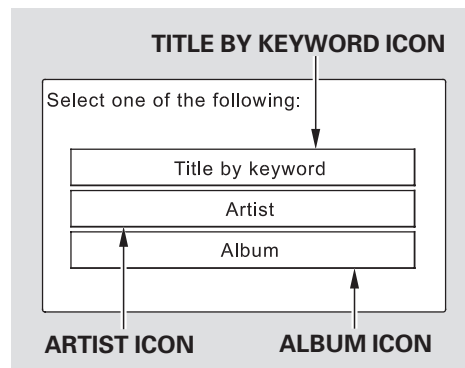 TITLE BY KEYWORD ICON
Select one of the following:
Title by keyword
Artist
Album
ARTIST ICON
ALBUM ICON